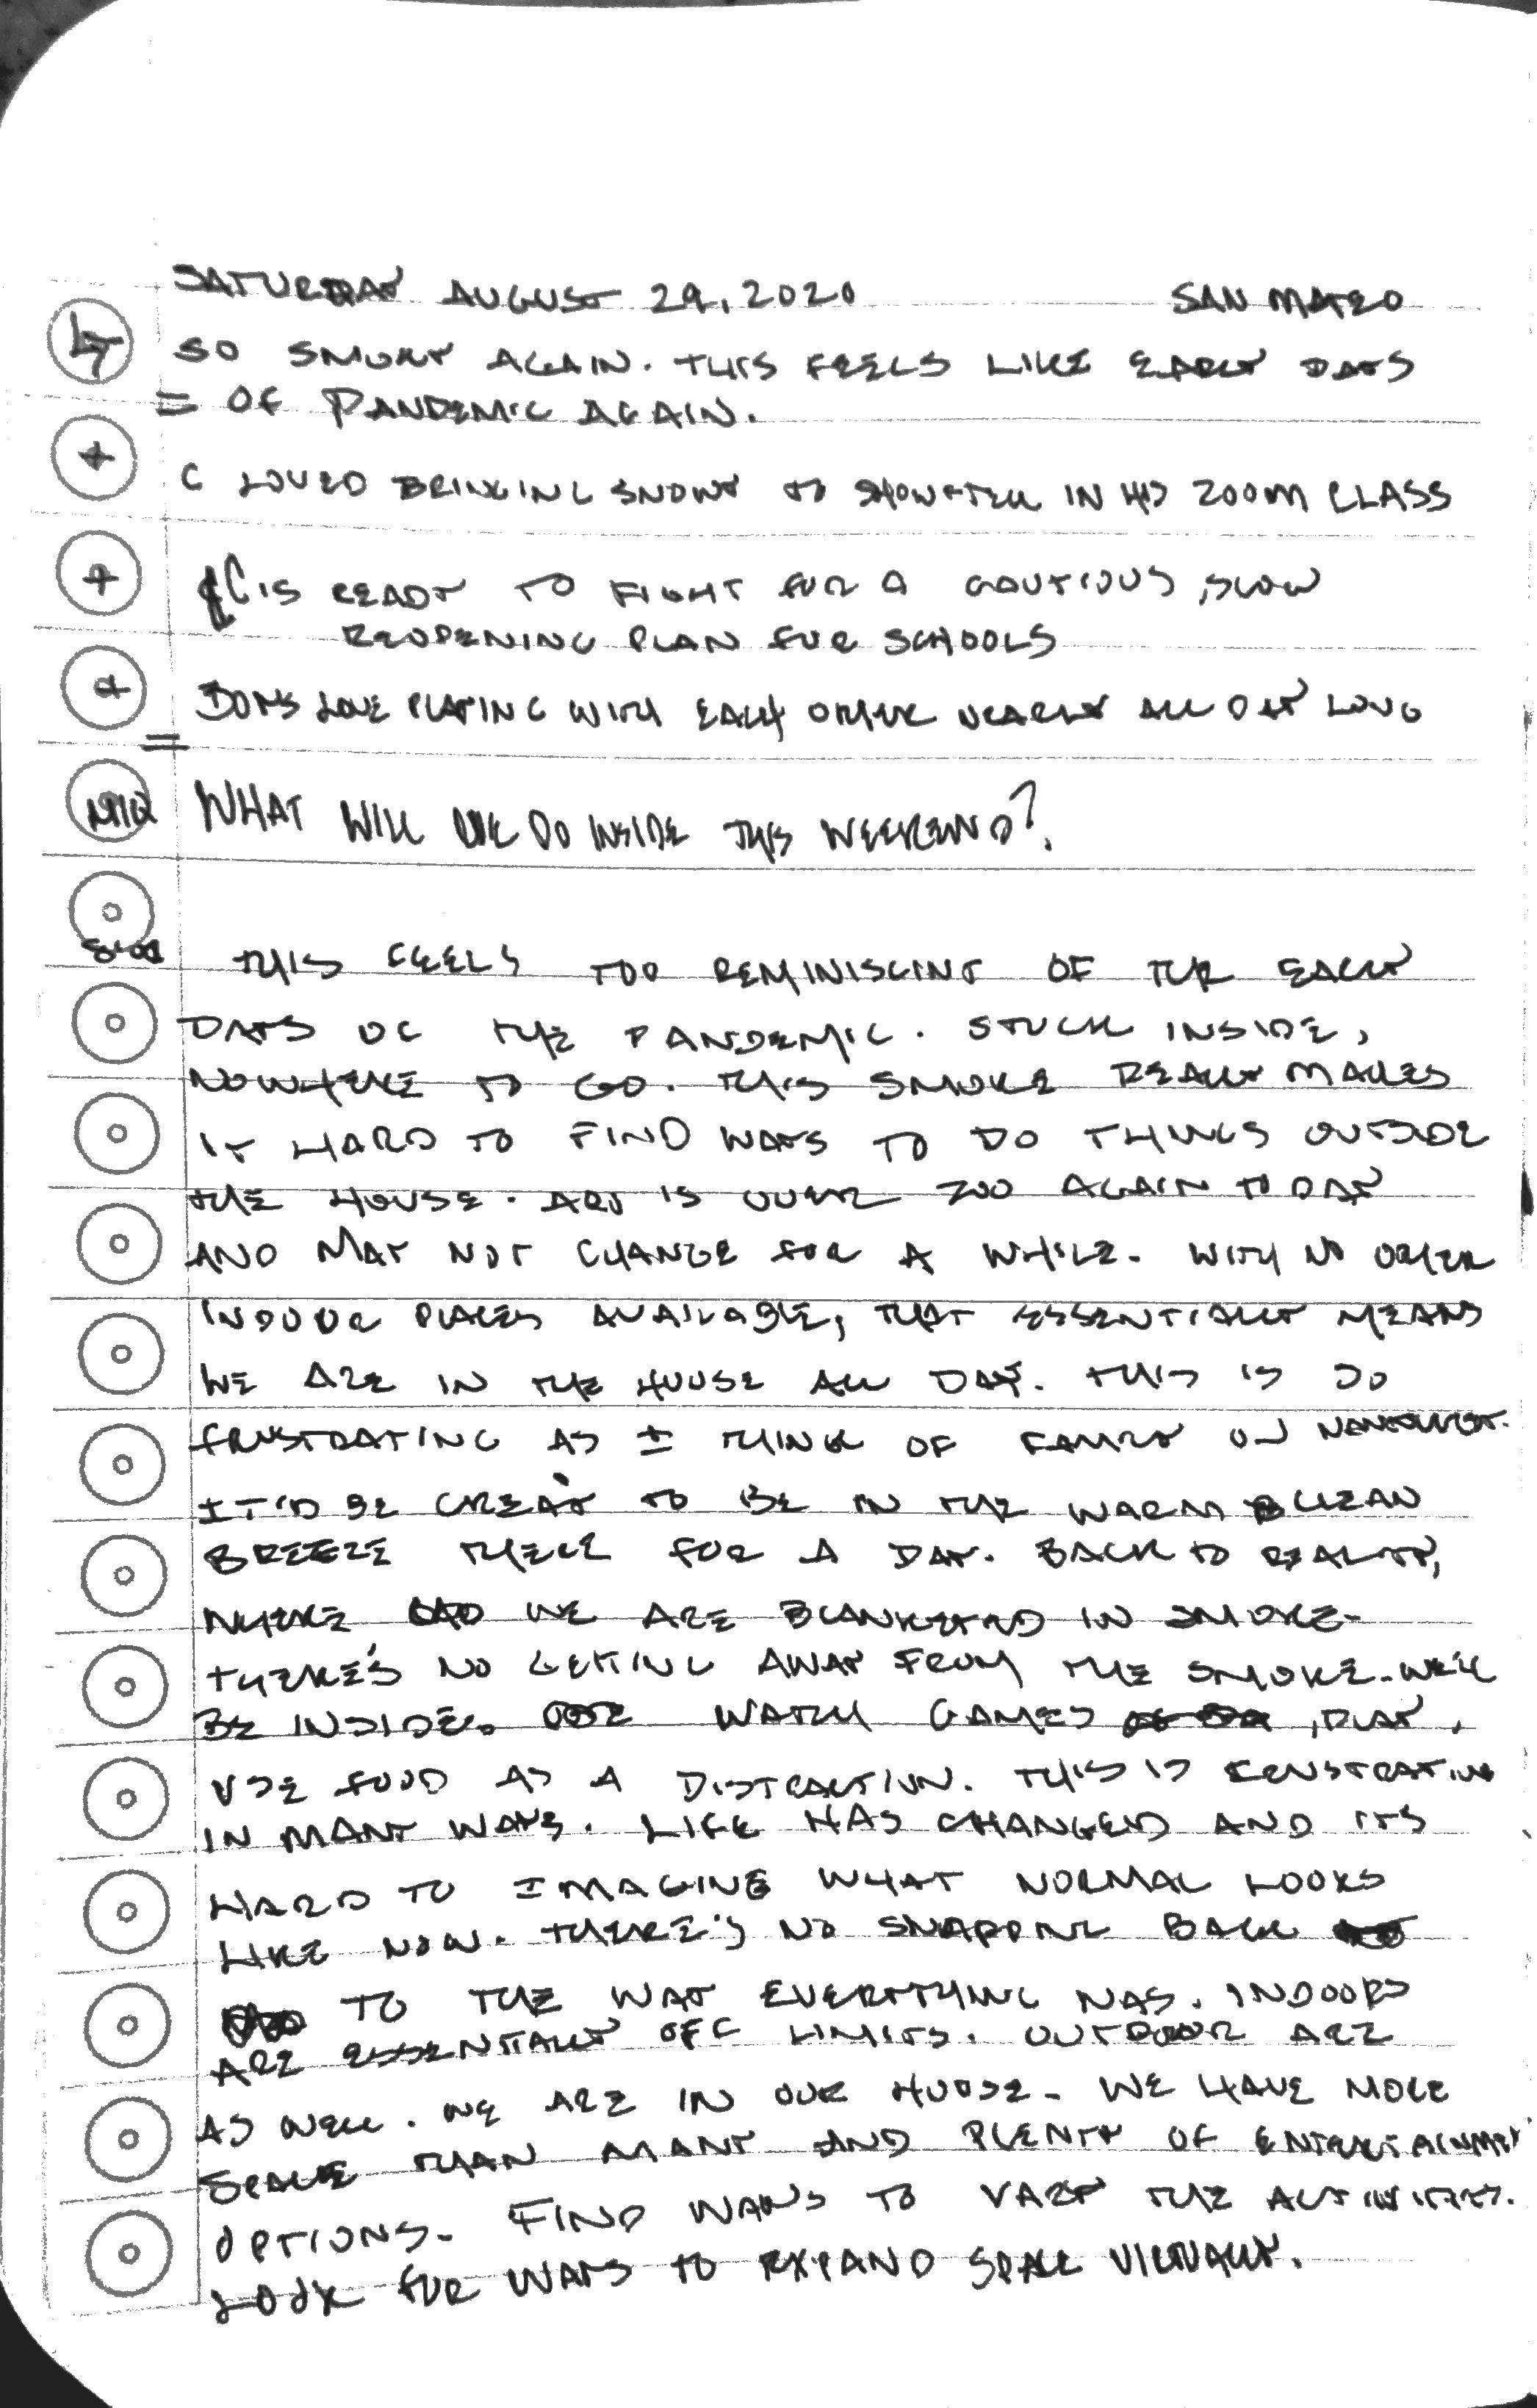 SATURDAY AUGUST 29, 2020 SAN MATEO
SO SMOKY AGAIN. THIS FEELS LIKE EARLY DAYS
= OF PANDEMIC AGAIN.
+ C LOVED BRINGING SNOWY TO SHOW+TELL IN HIS ZOOM CLASS
+ C IS READY TO FIGHT FOR A CAUTIOUS, SLOW
REOPENING PLAN FOR SCHOOLS
+ BOYS LOVE PLAYING WITH EACH OTHER NEARLY ALL DAY LONG
=
WHAT WILL WE DO INSIDE THIS WEEKEND?
THIS FEELS TOO REMINISCINT OF THE EARLY
DAYS OF THE PANDEMIC. STUCK INSIDE,
NOWHERE TO GO. THIS SMOKE REALLY MAKES
IT HARD TO FIND WAYS TO DO THINGS OUTSIDE
THE HOUSE. AQI IS OVER 200 AGAIN TODAY
AND MAY NOT CHANGE FOR A WHILE. WITH NO OTHER
INDOOR PLACES AVAILABLE, THAT ESSENTIALLY MEANS
WE ARE IN THE HOUSE ALL DAY. THIS IS SO
FRUSTRATING AS I THINK OF FAMILY ON NANTUCKET.
IT'D BE GREAT TO BE IN THE WARM CLEAN
BREEZE THERE FOR A DAY. BACK TO REALITY,
WHERE WE ARE BLANKETED IN SMOKE.
THERE'S NO GETTING AWAY FROM THE SMOKE. WE'LL
BE INSIDE. WATCH GAMES, PLAY,
USE FOOD AS A DISTRACTION. THIS IS FRUSTRATING
IN MANY WAYS. LIFE HAS CHANGED AND ITS
HARD TO IMAGINE WHAT NORMAL LOOKS
LIKE NOW. THERE'S NO SNAPPING BACK
TO THE WAY EVERYTHING WAS. INDOORS
ARE ESSENTIALLY OFF LIMITS. OUTDOOR ARE
AS WELL. WE ARE IN OUR HOUSE. WE HAVE MORE
SPACE THAN MANY AND PLENTY OF ENTERTAINMENT
OPTIONS. FIND WAYS TO VARY THE ACTIVITIES.
LOOK FOR WAYS TO EXPAND SPACE VIRTUALLY.